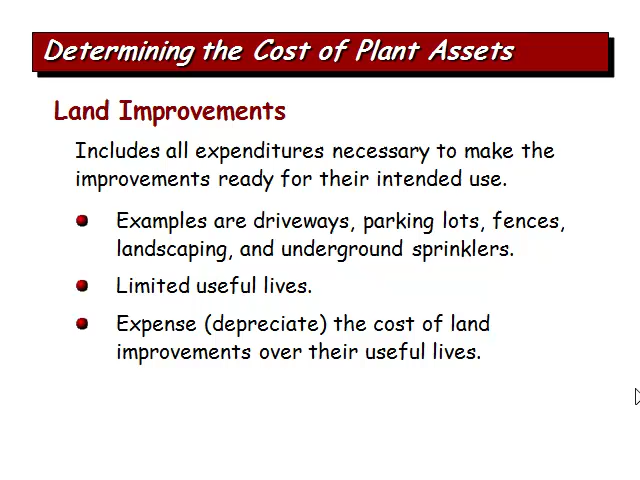 Determining the Cost of Plant Assets
Land Improvements
Includes all expenditures necessary to make the
improvements ready for their intended use.
Examples are driveways, parking lots, fences,
landscaping, and underground sprinklers.
Limited useful lives.
Expense (depreciate) the cost of land
improvements over their useful lives.